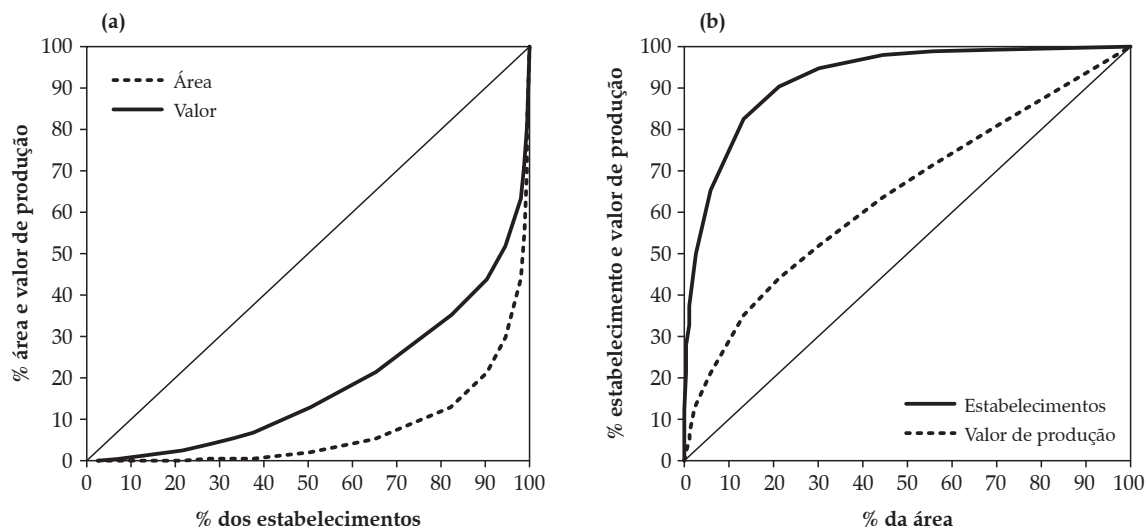 (a)
100
90
80
70
60
50
40
30
20
10
0
% área e valor de produção
Área
Valor
0 10 20 30 40 50 60 70 80 90 100
% dos estabelecimentos
(b)
100
90
80
70
60
50
40
30
20
10
0
% estabelecimento e valor de produção
Estabelecimentos
Valor de produção
0 10 20 30 40 50 60 70 80 90 100
% da área